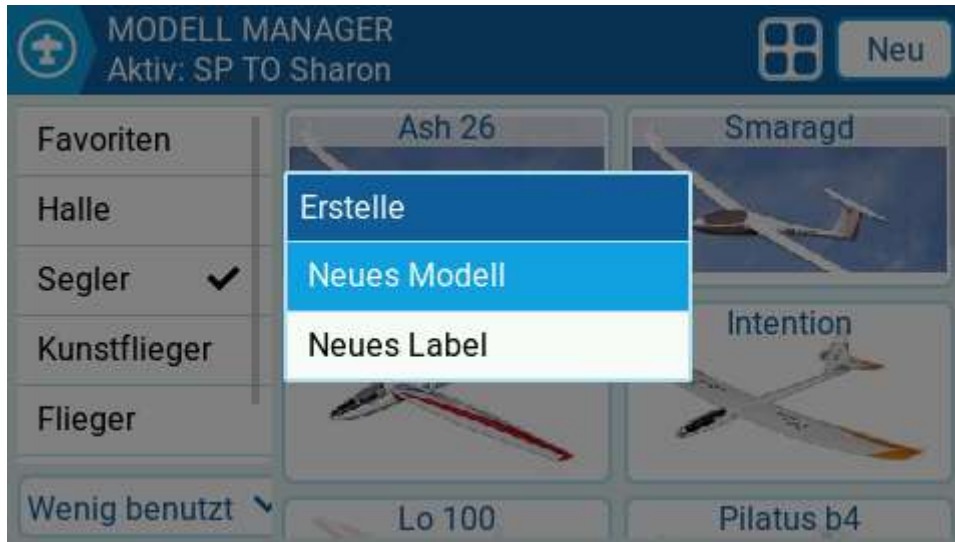 MODELL MANAGER
Aktiv: SP TO Sharon
Neu
Favoriten
Halle
Segler
Kunstflieger
Flieger
Wenig benutzt
Ash 26
Smaragd
Erstelle
Neues Modell
Neues Label
Intention
Lo 100
Pilatus b4